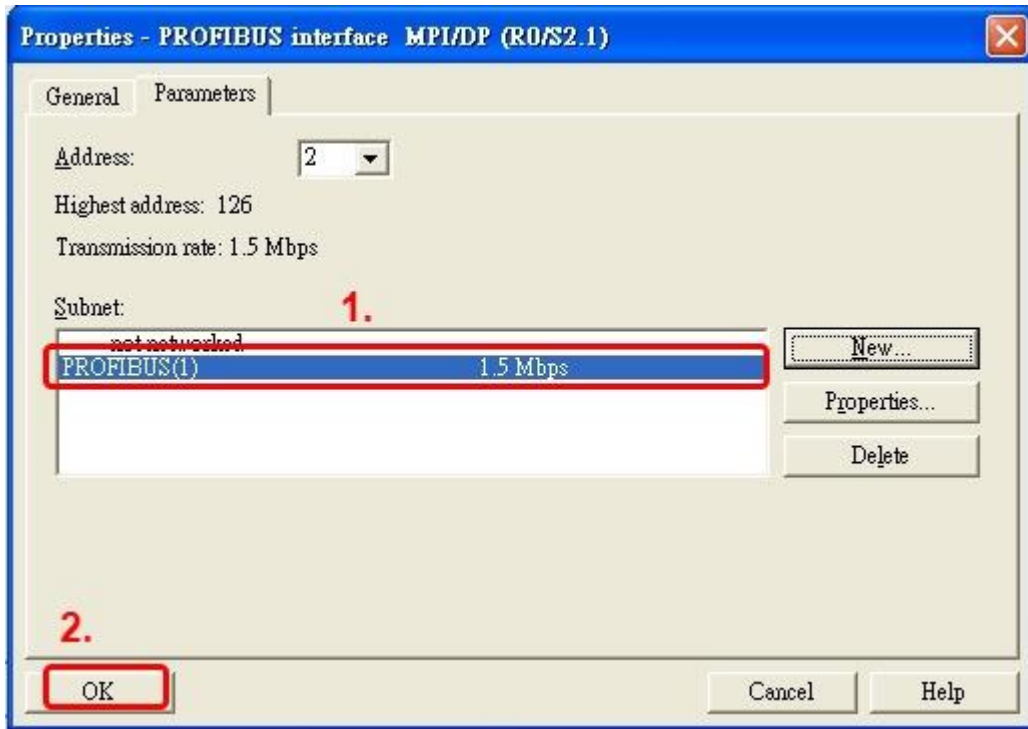 Properties - PROFIBUS interface MPI/DP (R0/S2.1)
General Parameters
Address: 2
Highest address: 126
Transmission rate: 1.5 Mbps
Subnet:
1.
--- not networked ---
PROFIBUS(1) 1.5 Mbps
New...
Properties...
Delete
2.
OK Cancel Help